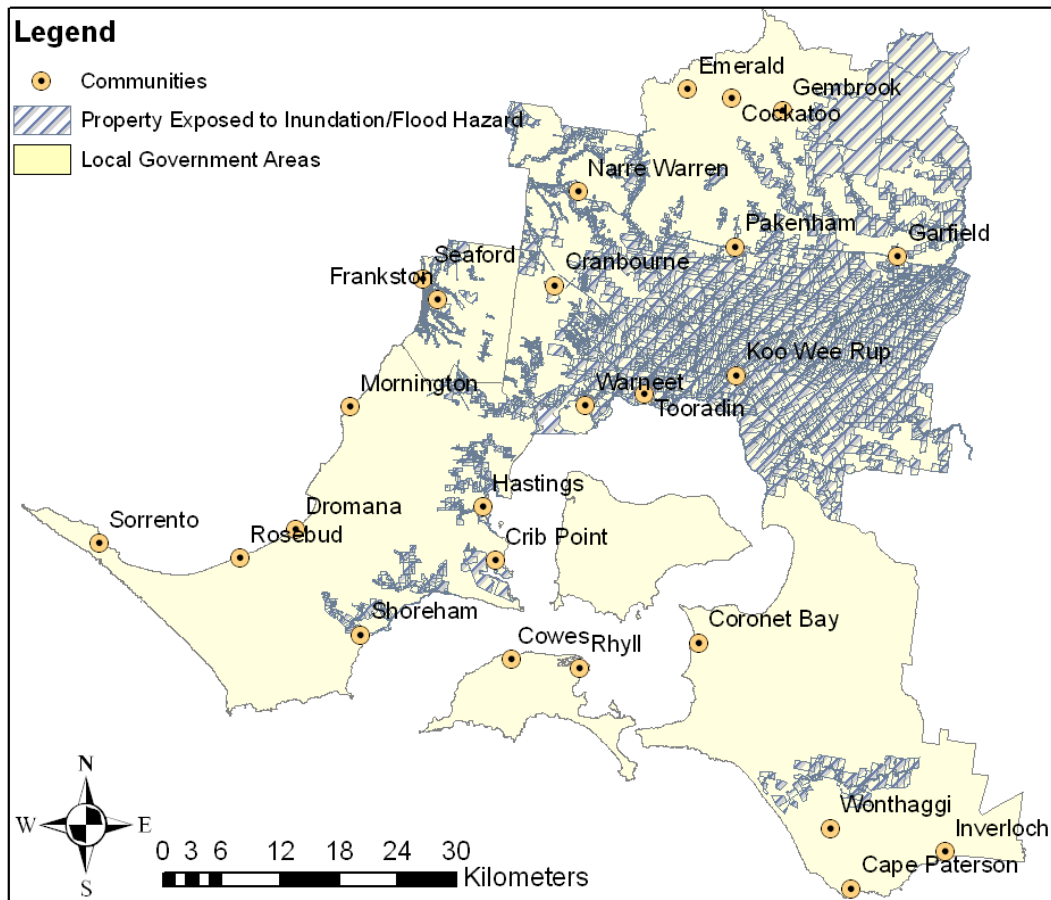 Legend
Communities
Property Exposed to Inundation/Flood Hazard
Local Government Areas
Emerald
Gembrook
Cockatoo
Narre Warren
Pakenham
Garfield
Seaford
Cranbourne
Frankston
Koo Wee Rup
Mornington
Warneet
Tooradin
Hastings
Dromana
Sorrento
Rosebud
Crib Point
Shoreham
Coronet Bay
Cowes
Rhyll
Wonthaggi
Inverloch
Cape Paterson
N
W
E
S
0 3 6 12 18 24 30
Kilometers